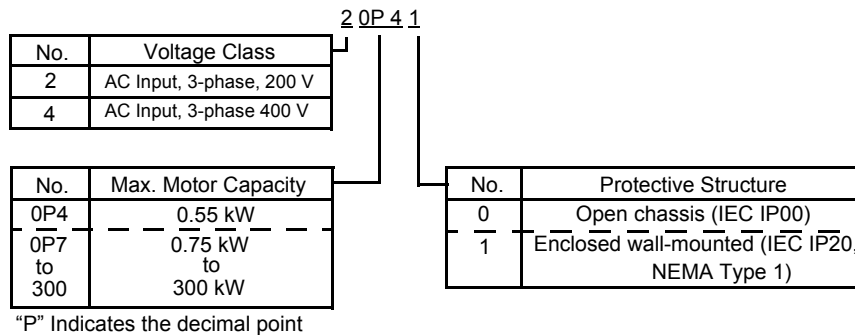 2 0P 4 1
No. Voltage Class
2 AC Input, 3-phase, 200 V
4 AC Input, 3-phase 400 V
No. Max. Motor Capacity
0P4 0.55 kW
0P7 0.75 kW
to to
300 300 kW
"P" Indicates the decimal point
No. Protective Structure
0 Open chassis (IEC IP00)
1 Enclosed wall-mounted (IEC IP20,
NEMA Type 1)